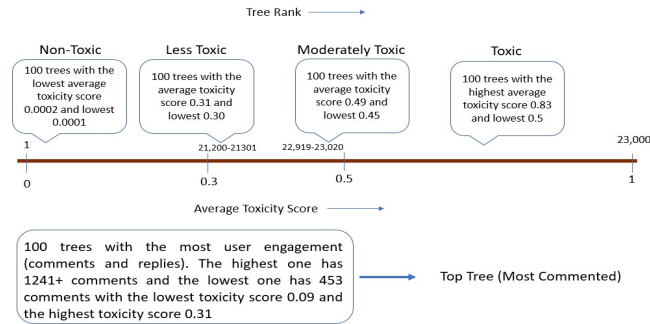 Tree Rank
Non-Toxic
100 trees with the
lowest average
toxicity score
0.0002 and lowest
0.0001
Less Toxic
100 trees with the
average toxicity
score 0.31 and
lowest 0.30
Moderately Toxic
100 trees with the
average toxicity
score 0.49 and
lowest 0.45
Toxic
100 trees with the
highest average
toxicity score 0.83
and lowest 0.5
1
21,200-21301
22,919-23,020
23,000
0
0.3
0.5
1
Average Toxicity Score
100 trees with the most user engagement
(comments and replies). The highest one has
1241+ comments and the lowest one has 453
comments with the lowest toxicity score 0.09 and
the highest toxicity score 0.31
Top Tree (Most Commented)